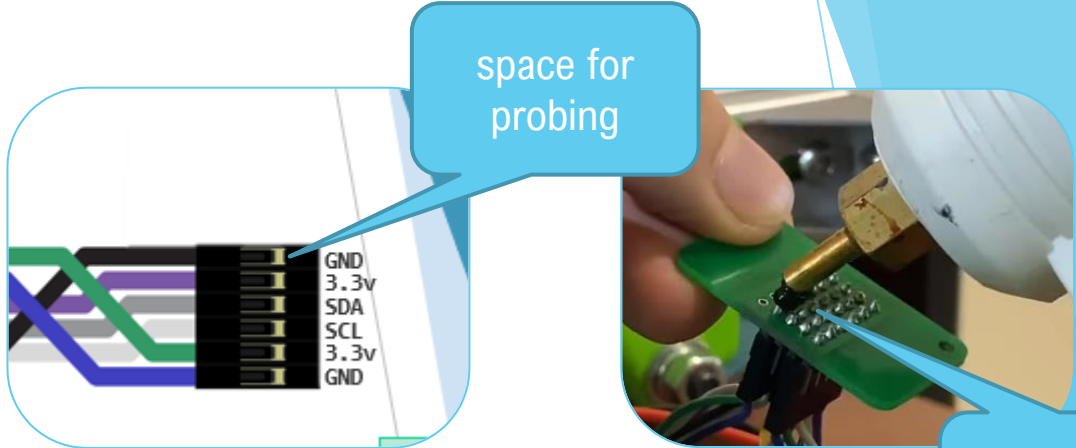 space for
probing
GND
3.3v
SDA
SCL
3.3v
GND